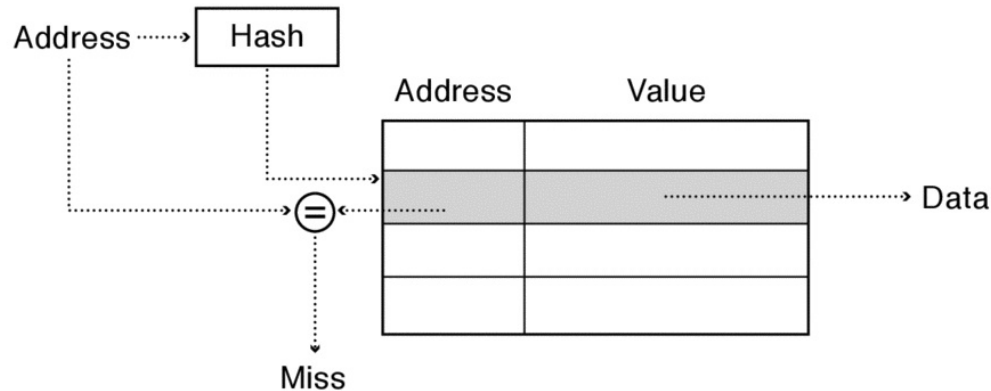 Address
Hash
Address
Value
=
Data
Miss